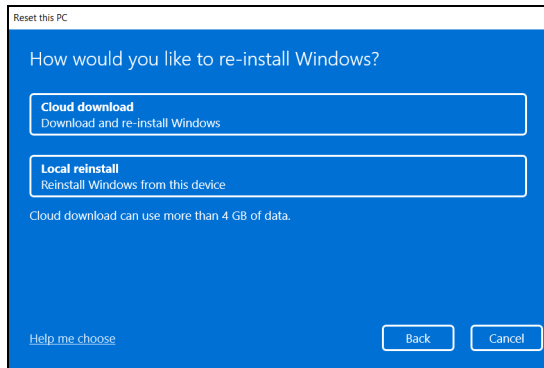 Reset this PC
How would you like to re-install Windows?
Cloud download
Download and re-install Windows
Local reinstall
Reinstall Windows from this device
Cloud download can use more than 4 GB of data.
Help me choose
Back
Cancel